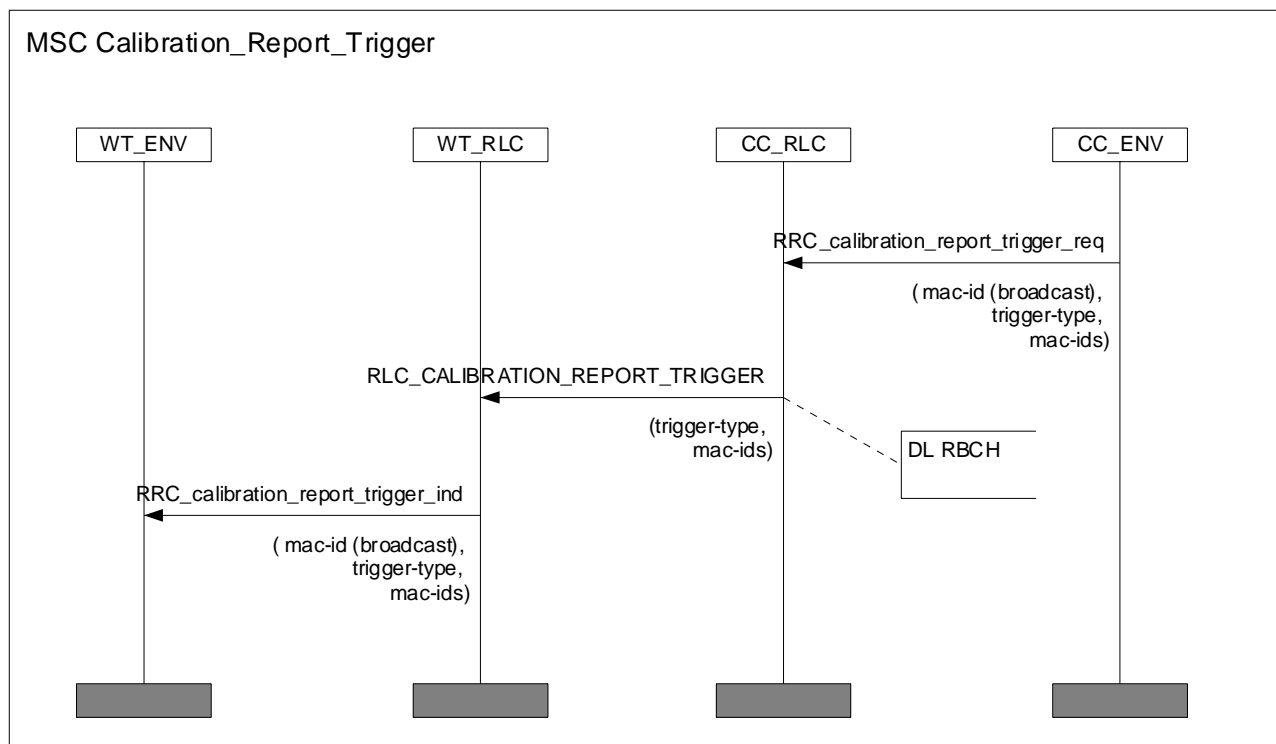 MSC Calibration_Report_Trigger
WT_ENV
WT_RLC
CC_RLC
CC_ENV
RRC_calibration_report_trigger_req
( mac-id (broadcast),
trigger-type,
mac-ids)
RLC_CALIBRATION_REPORT_TRIGGER
(trigger-type,
mac-ids)
DL RBCH
RRC_calibration_report_trigger_ind
( mac-id (broadcast),
trigger-type,
mac-ids)